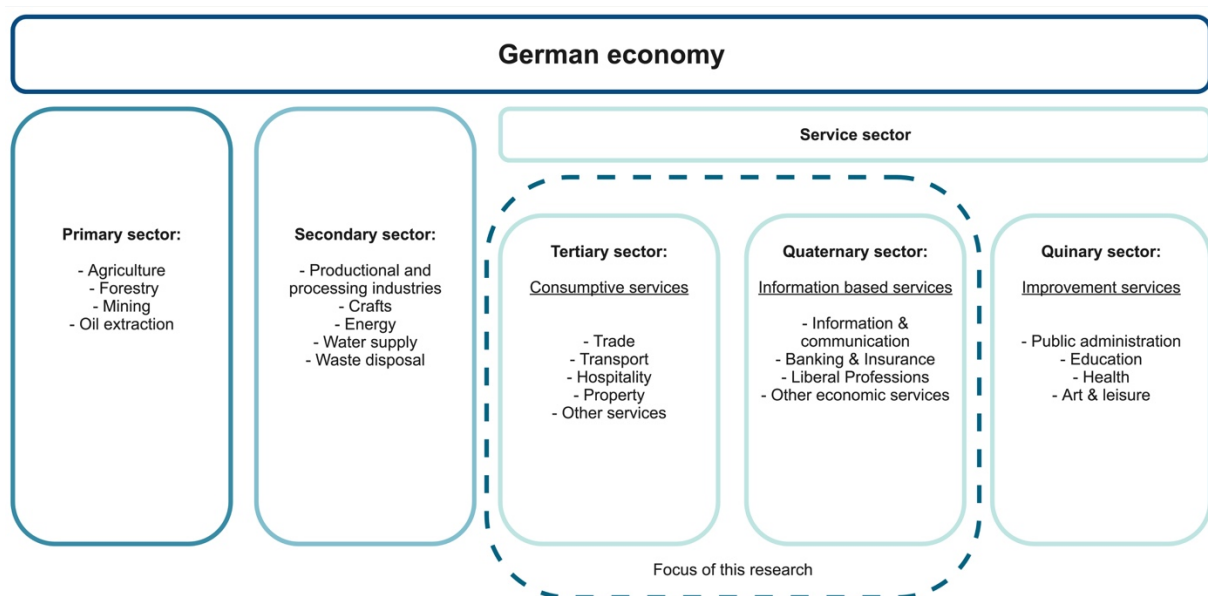 German economy
Service sector
Primary sector:
- Agriculture
- Forestry
- Mining
- Oil extraction
Secondary sector:
- Productional and
processing industries
- Crafts
- Energy
- Water supply
- Waste disposal
Tertiary sector:
Consumptive services
- Trade
- Transport
- Hospitality
- Property
- Other services
Quaternary sector:
Information based services
- Information &
communication
- Banking & Insurance
- Liberal Professions
- Other economic services
Quinary sector:
Improvement services
- Public administration
- Education
- Health
- Art & leisure
Focus of this research